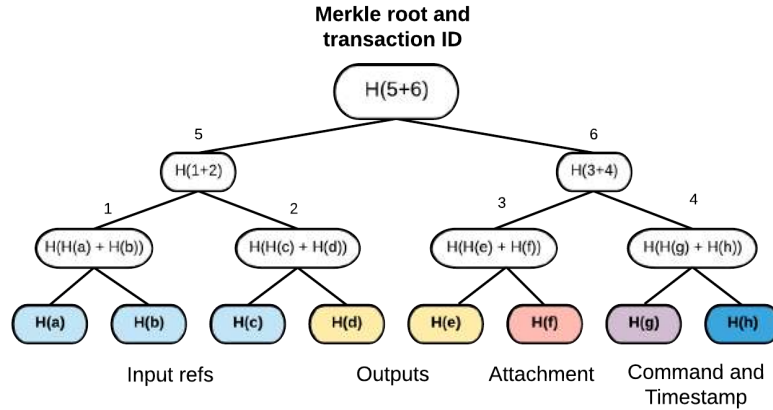 Merkle root and
transaction ID
H(5+6)
5
6
H(1+2)
H(3+4)
1
2
3
4
H(H(a) + H(b))
H(H(c) + H(d))
H(H(e) + H(f))
H(H(g) + H(h))
H(a)
H(b)
H(c)
H(d)
H(e)
H(f)
H(g)
H(h)
Input refs
Outputs
Attachment
Command and
Timestamp